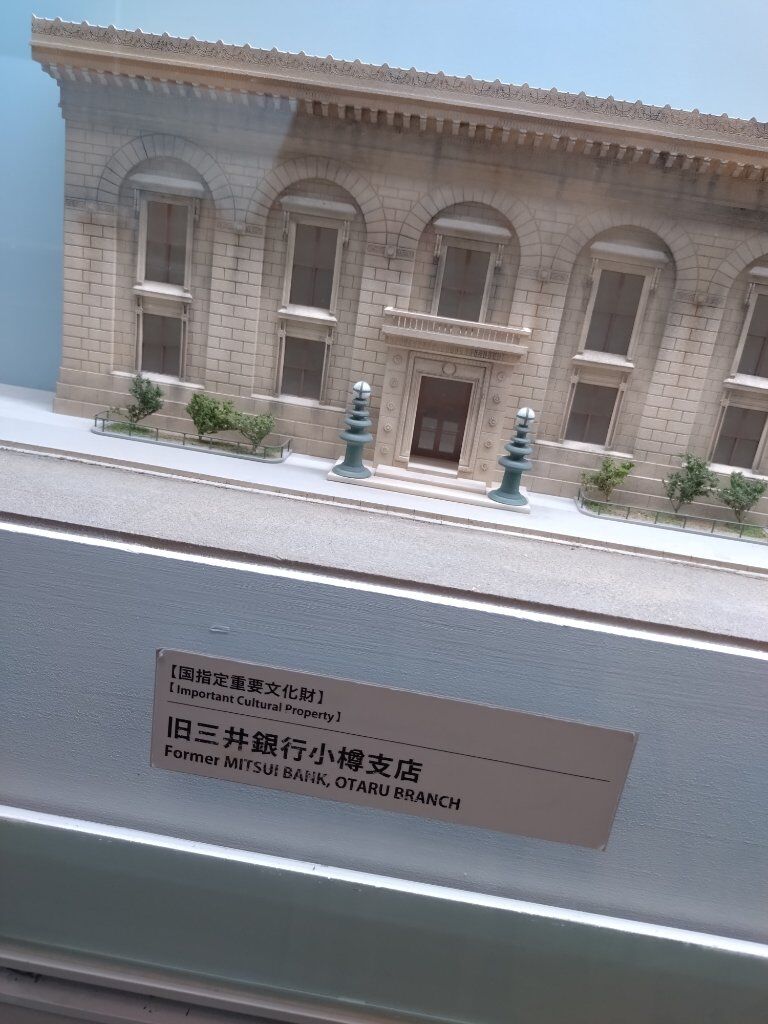 【国指定重要文化財】
【Important Cultural Property】
旧三井銀行小樽支店
Former MITSUI BANK, OTARU BRANCH